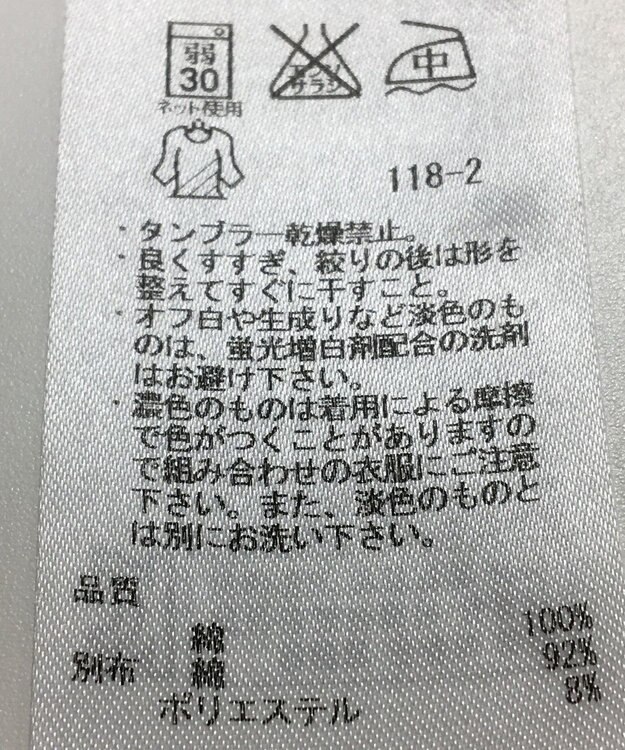 弱
30
ネット使用
エンソ
サラシ
中
118-2
・タンブラー乾燥禁止。
・良くすすぎ、絞りの後は形を
整えてすぐに干すこと。
・オフ白や生成りなど淡色のも
のは、蛍光増白剤配合の洗剤
はお避け下さい。
・濃色のものは着用による摩擦
で色がつくことがありますの
で組み合わせの衣服にご注意
下さい。また、淡色のものと
は別にお洗い下さい。
品質
綿 100%
別布 綿 92%
ポリエステル 8%